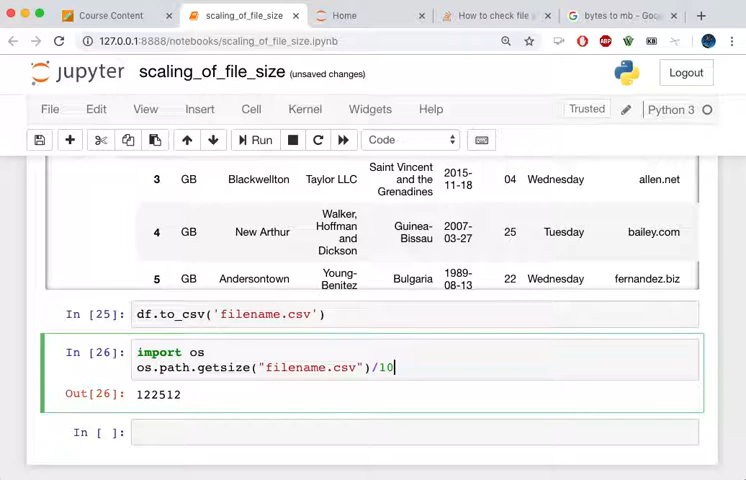 Course Content
scaling_of_file_size
Home
How to check file
bytes to mb - Goo
127.0.0.1:8888/notebooks/scaling_of_file_size.ipynb
jupyter scaling_of_file_size (unsaved changes)
Logout
File Edit View Insert Cell Kernel Widgets Help
Trusted
Python 3
Run
Code
3 GB Blackwellton Taylor LLC Saint Vincent and the Grenadines 2015-11-18 04 Wednesday allen.net
4 GB New Arthur Walker, Hoffman and Dickson Guinea-Bissau 2007-03-27 25 Tuesday bailey.com
5 GB Andersontown Young-Benitez Bulgaria 1989-08-13 22 Wednesday fernandez.biz
In [25]: df.to_csv('filename.csv')
In [26]: import os
os.path.getsize("filename.csv")/10
Out[26]: 122512
In [ ]: